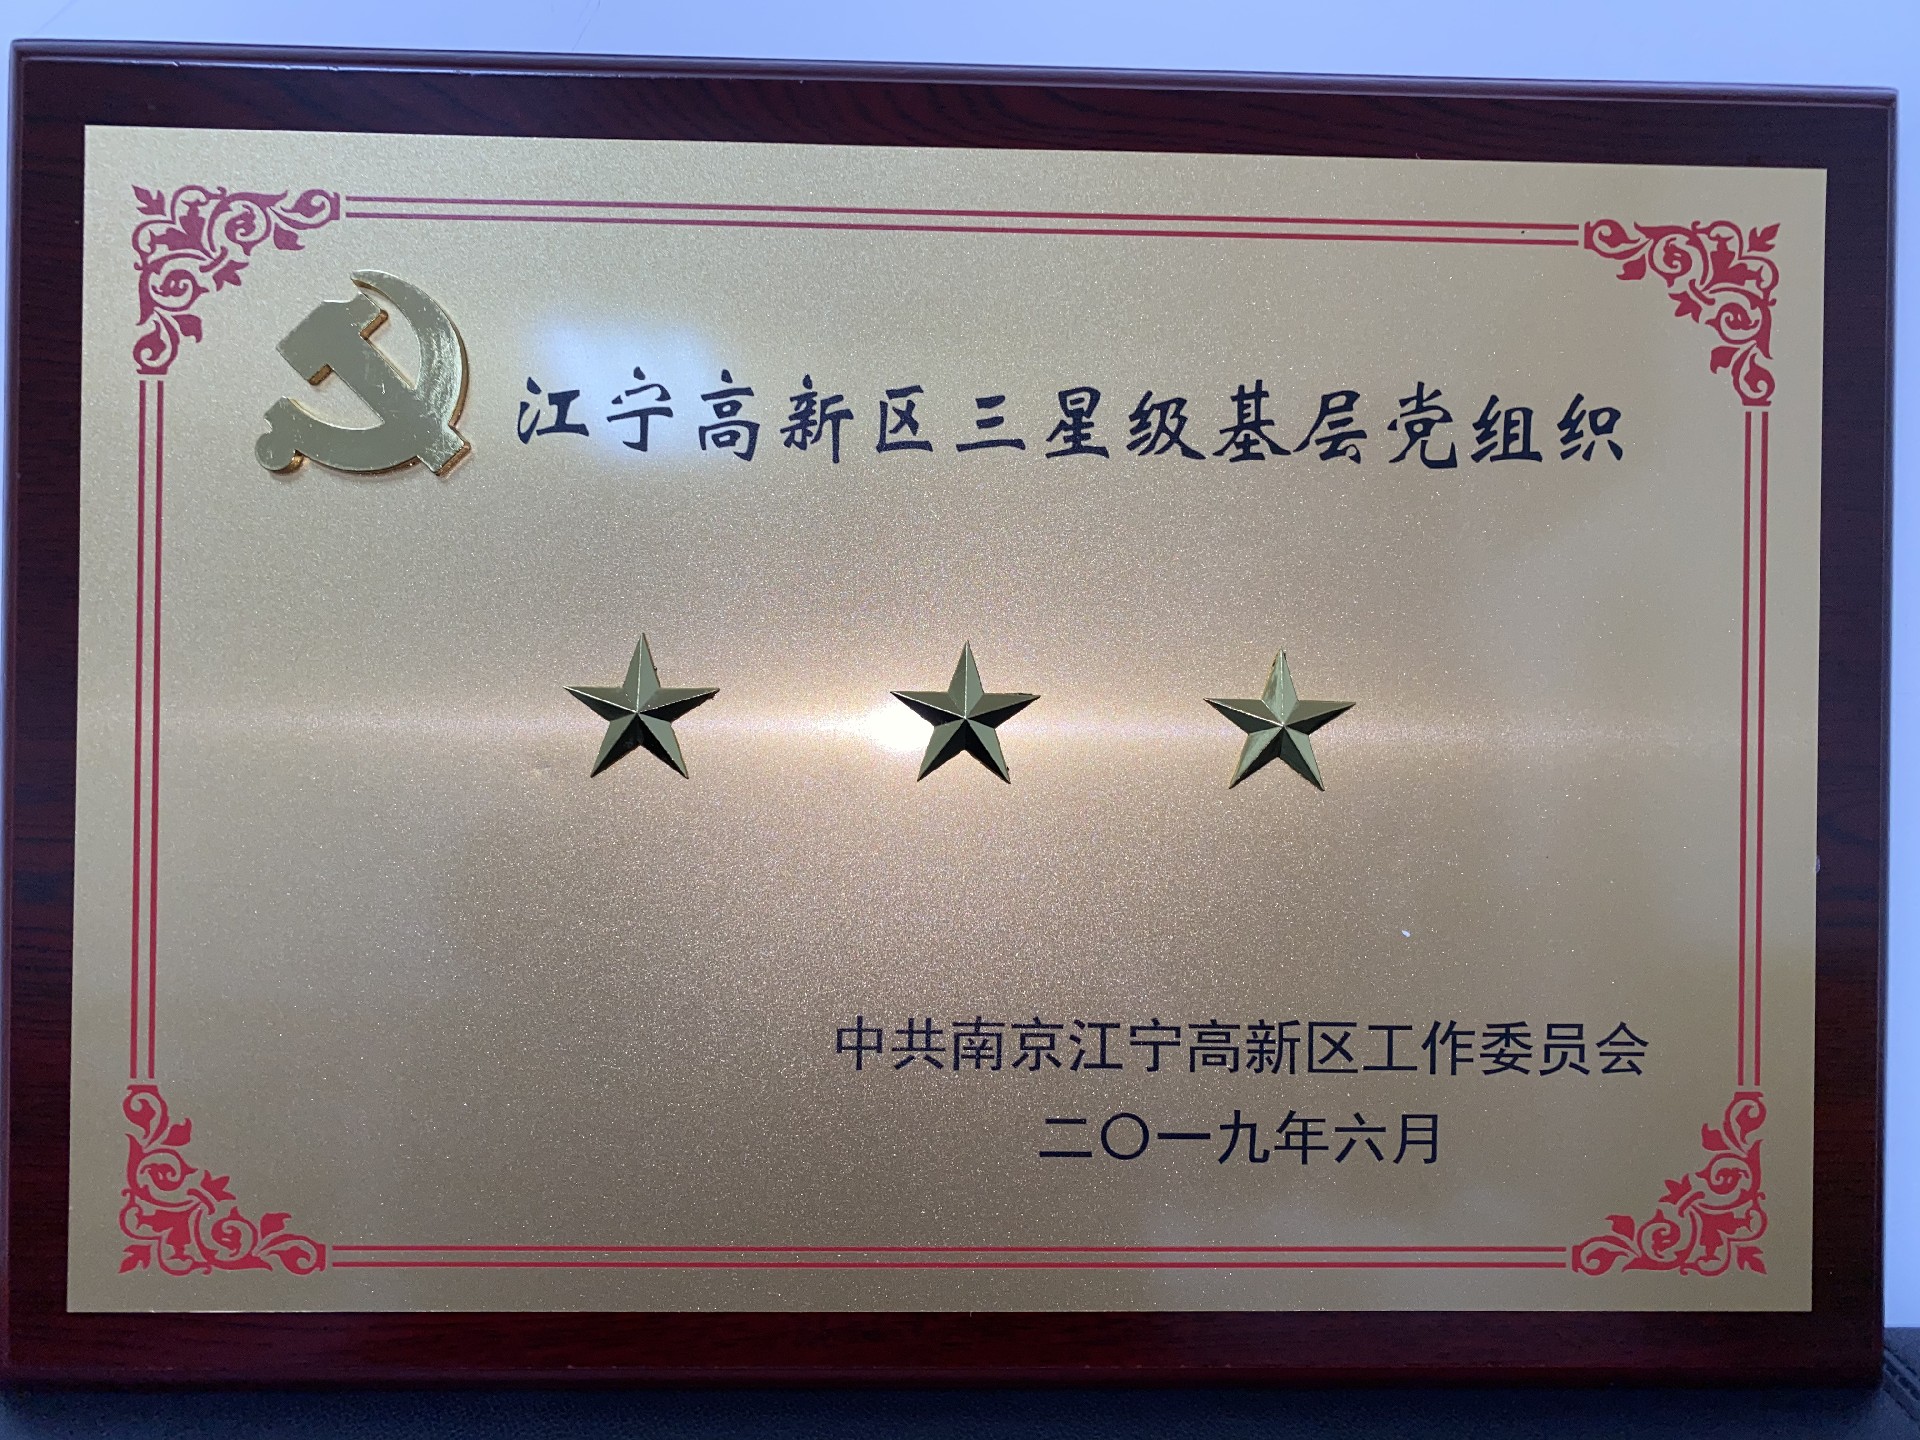 江宁高新区三星级基层党组织
中共南京江宁高新区工作委员会
二〇一九年六月